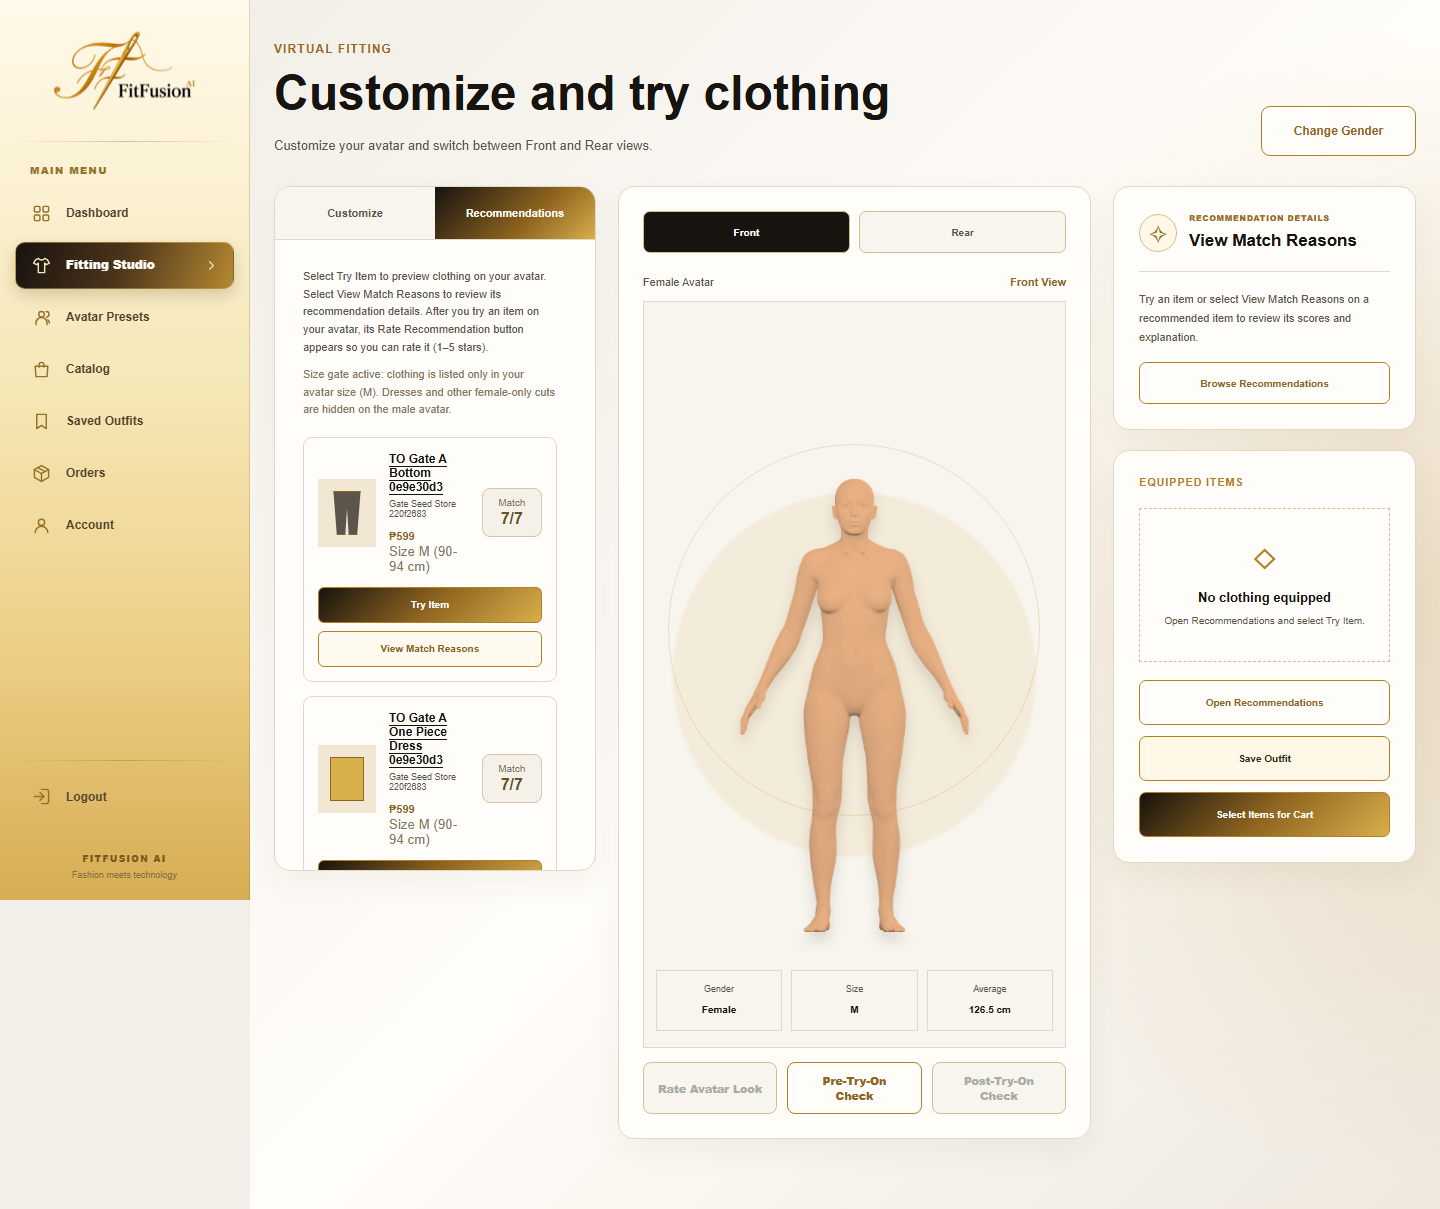 FitFusion AI
MAIN MENU
Dashboard
Fitting Studio
Avatar Presets
Catalog
Saved Outfits
Orders
Account
Logout
FITFUSION AI
Fashion meets technology
VIRTUAL FITTING
Customize and try clothing
Customize your avatar and switch between Front and Rear views.
Change Gender
Customize
Recommendations
Select Try Item to preview clothing on your avatar.
Select View Match Reasons to review its
recommendation details. After you try an item on
your avatar, its Rate Recommendation button
appears so you can rate it (1–5 stars).
Size gate active: clothing is listed only in your
avatar size (M). Dresses and other female-only cuts
are hidden on the male avatar.
TO Gate A
Bottom
0e9e30d3
Gate Seed Store
220f2683
₱599
Size M (90-
94 cm)
Match
7/7
Try Item
View Match Reasons
TO Gate A
One Piece
Dress
0e9e30d3
Gate Seed Store
220f2683
₱599
Size M (90-
94 cm)
Match
7/7
Front
Rear
Female Avatar
Front View
Gender
Female
Size
M
Average
126.5 cm
Rate Avatar Look
Pre-Try-On
Check
Post-Try-On
Check
RECOMMENDATION DETAILS
View Match Reasons
Try an item or select View Match Reasons on a
recommended item to review its scores and
explanation.
Browse Recommendations
EQUIPPED ITEMS
No clothing equipped
Open Recommendations and select Try Item.
Open Recommendations
Save Outfit
Select Items for Cart